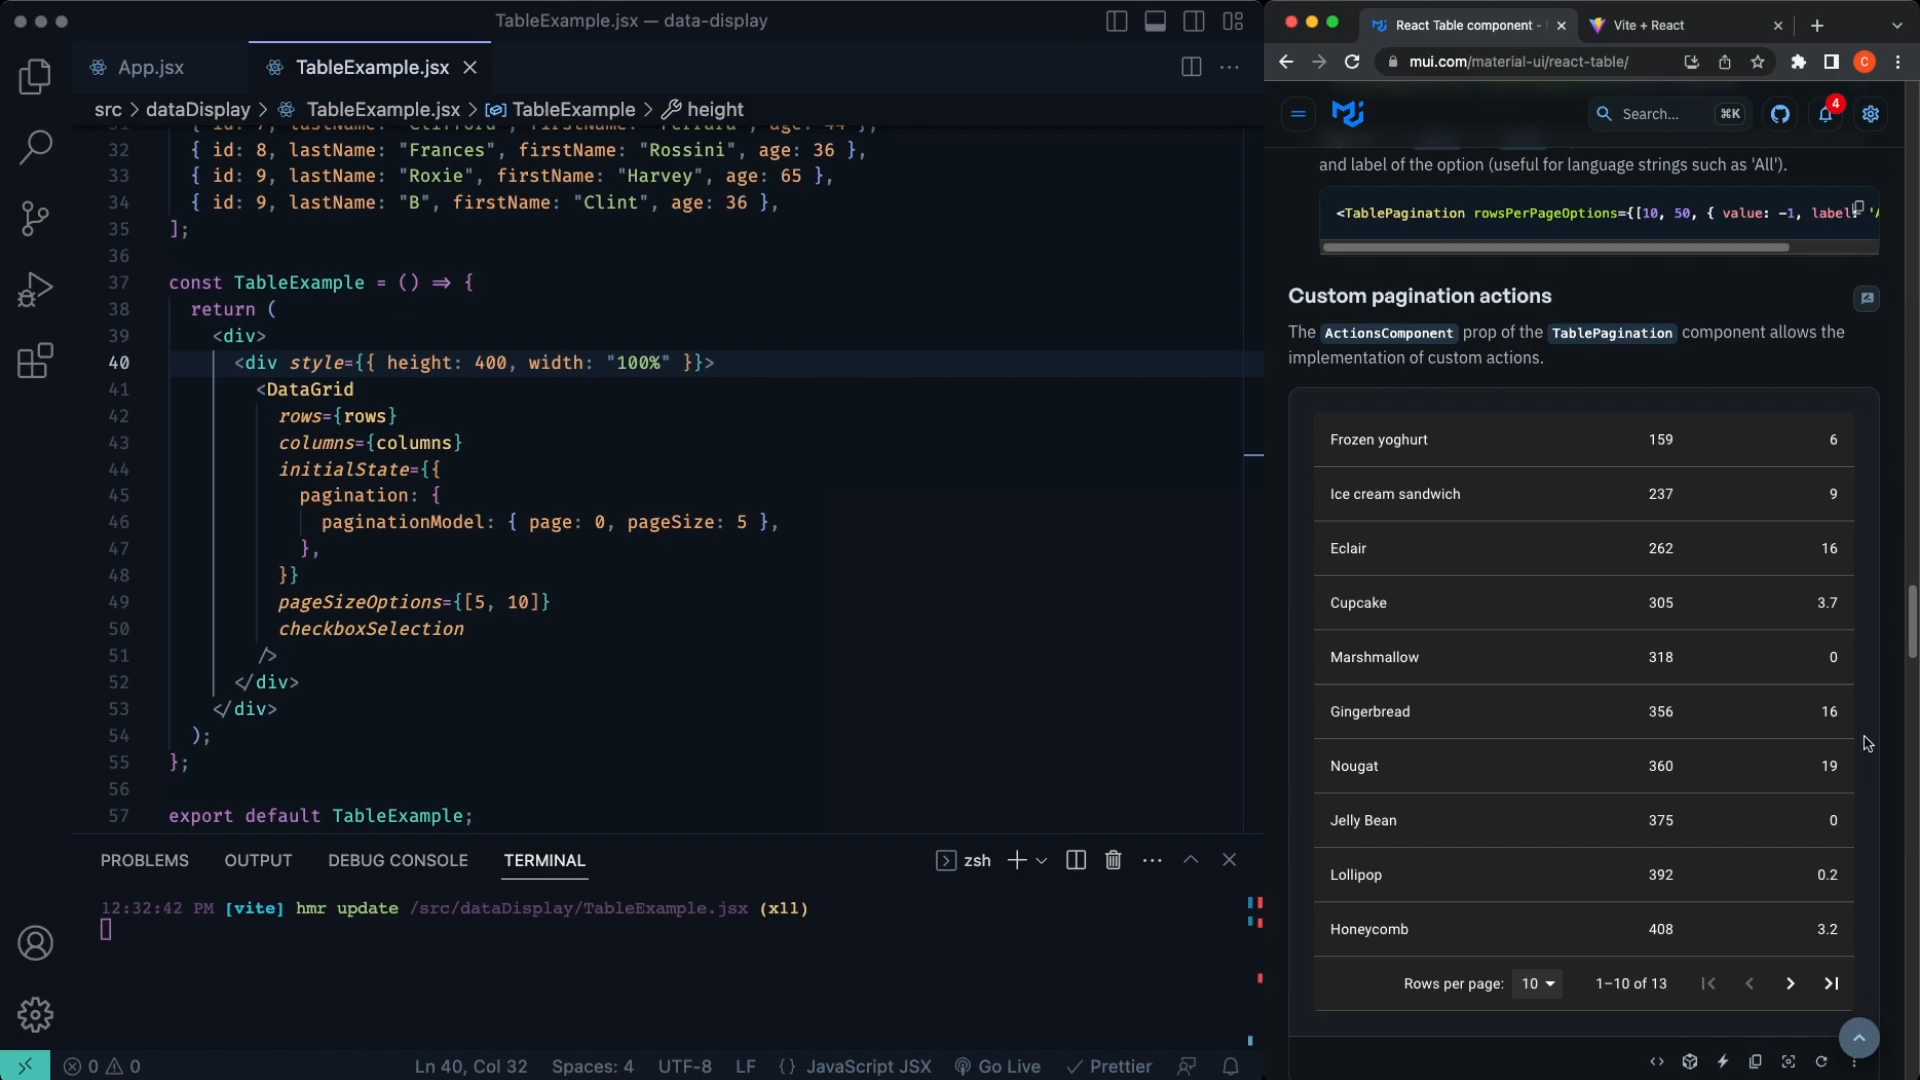 TableExample.jsx — data-display
App.jsx
TableExample.jsx
src > dataDisplay > TableExample.jsx > TableExample > height
32 { id: 8, lastName: "Frances", firstName: "Rossini", age: 36 },
33 { id: 9, lastName: "Roxie", firstName: "Harvey", age: 65 },
34 { id: 9, lastName: "B", firstName: "Clint", age: 36 },
35 ];
36
37 const TableExample = () => {
38 return (
39 <div>
40 <div style={{ height: 400, width: "100%" }}>
41 <DataGrid
42 rows={rows}
43 columns={columns}
44 initialState={{
45 pagination: {
46 paginationModel: { page: 0, pageSize: 5 },
47 },
48 }}
49 pageSizeOptions={[5, 10]}
50 checkboxSelection
51 />
52 </div>
53 </div>
54 );
55 };
56
57 export default TableExample;
PROBLEMS OUTPUT DEBUG CONSOLE TERMINAL
zsh
12:32:42 PM [vite] hmr update /src/dataDisplay/TableExample.jsx (x11)
0 0
Ln 40, Col 32 Spaces: 4 UTF-8 LF {} JavaScript JSX Go Live Prettier
React Table component -
Vite + React
mui.com/material-ui/react-table/
C
Search... ⌘K
4
and label of the option (useful for language strings such as 'All').
<TablePagination rowsPerPageOptions={[10, 50, { value: -1, label: 'A
Custom pagination actions
The ActionsComponent prop of the TablePagination component allows the
implementation of custom actions.
Frozen yoghurt 159 6
Ice cream sandwich 237 9
Eclair 262 16
Cupcake 305 3.7
Marshmallow 318 0
Gingerbread 356 16
Nougat 360 19
Jelly Bean 375 0
Lollipop 392 0.2
Honeycomb 408 3.2
Rows per page: 10 1–10 of 13